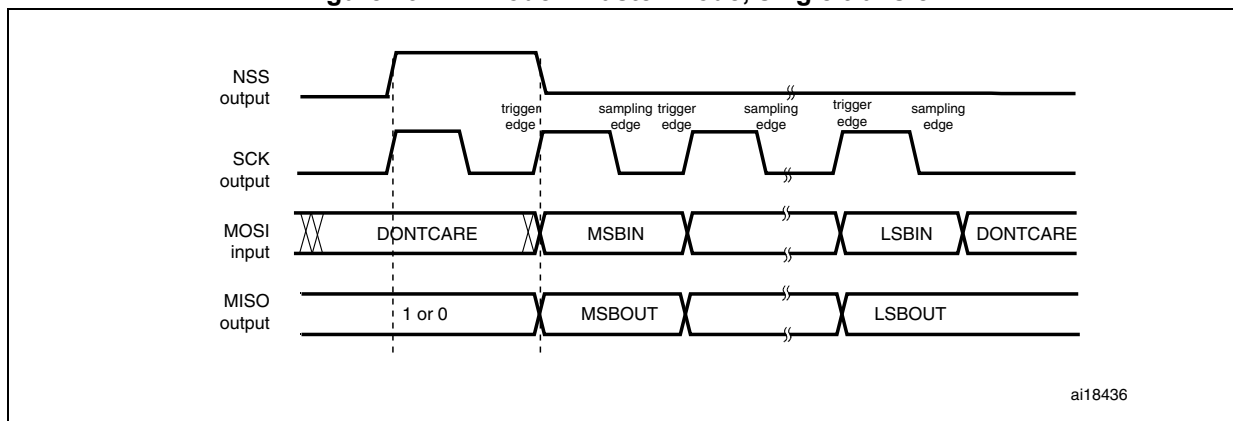 NSS
output
trigger
edge
sampling
edge
trigger
edge
sampling
edge
trigger
edge
sampling
edge
SCK
output
MOSI
input
DONTCARE
MSBIN
LSBIN
DONTCARE
MISO
output
1 or 0
MSBOUT
LSBOUT
ai18436